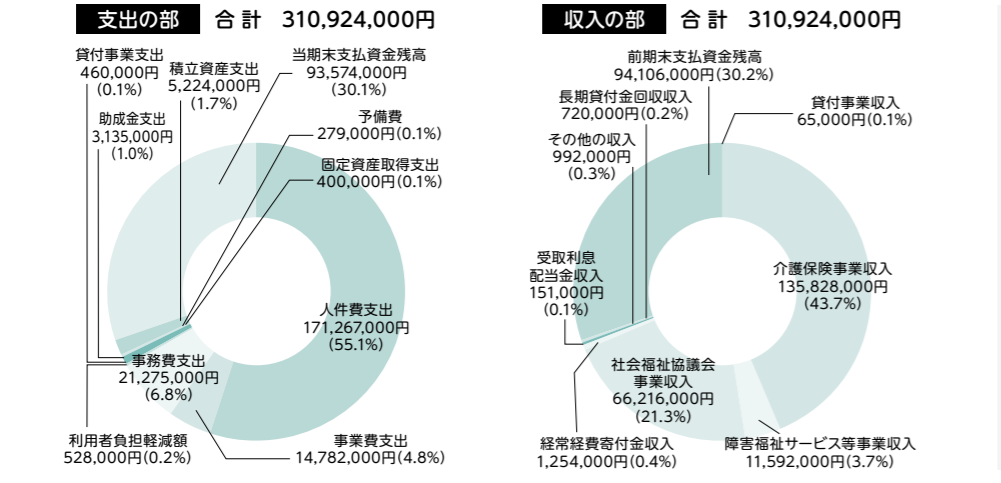 支出の部 合計 310,924,000円
貸付事業支出
460,000円
(0.1%)
積立資産支出
5,224,000円
(1.7%)
当期末支払資金残高
93,574,000円
(30.1%)
助成金支出
3,135,000円
(1.0%)
予備費
279,000円(0.1%)
固定資産取得支出
400,000円(0.1%)
人件費支出
171,267,000円
(55.1%)
事務費支出
21,275,000円
(6.8%)
利用者負担軽減額
528,000円(0.2%)
事業費支出
14,782,000円(4.8%)
収入の部 合計 310,924,000円
前期末支払資金残高
94,106,000円(30.2%)
長期貸付金回収収入
720,000円(0.2%)
貸付事業収入
65,000円(0.1%)
その他の収入
992,000円
(0.3%)
受取利息
配当金収入
151,000円
(0.1%)
介護保険事業収入
135,828,000円
(43.7%)
社会福祉協議会
事業収入
66,216,000円
(21.3%)
経常経費寄付金収入
1,254,000円(0.4%)
障害福祉サービス等事業収入
11,592,000円(3.7%)